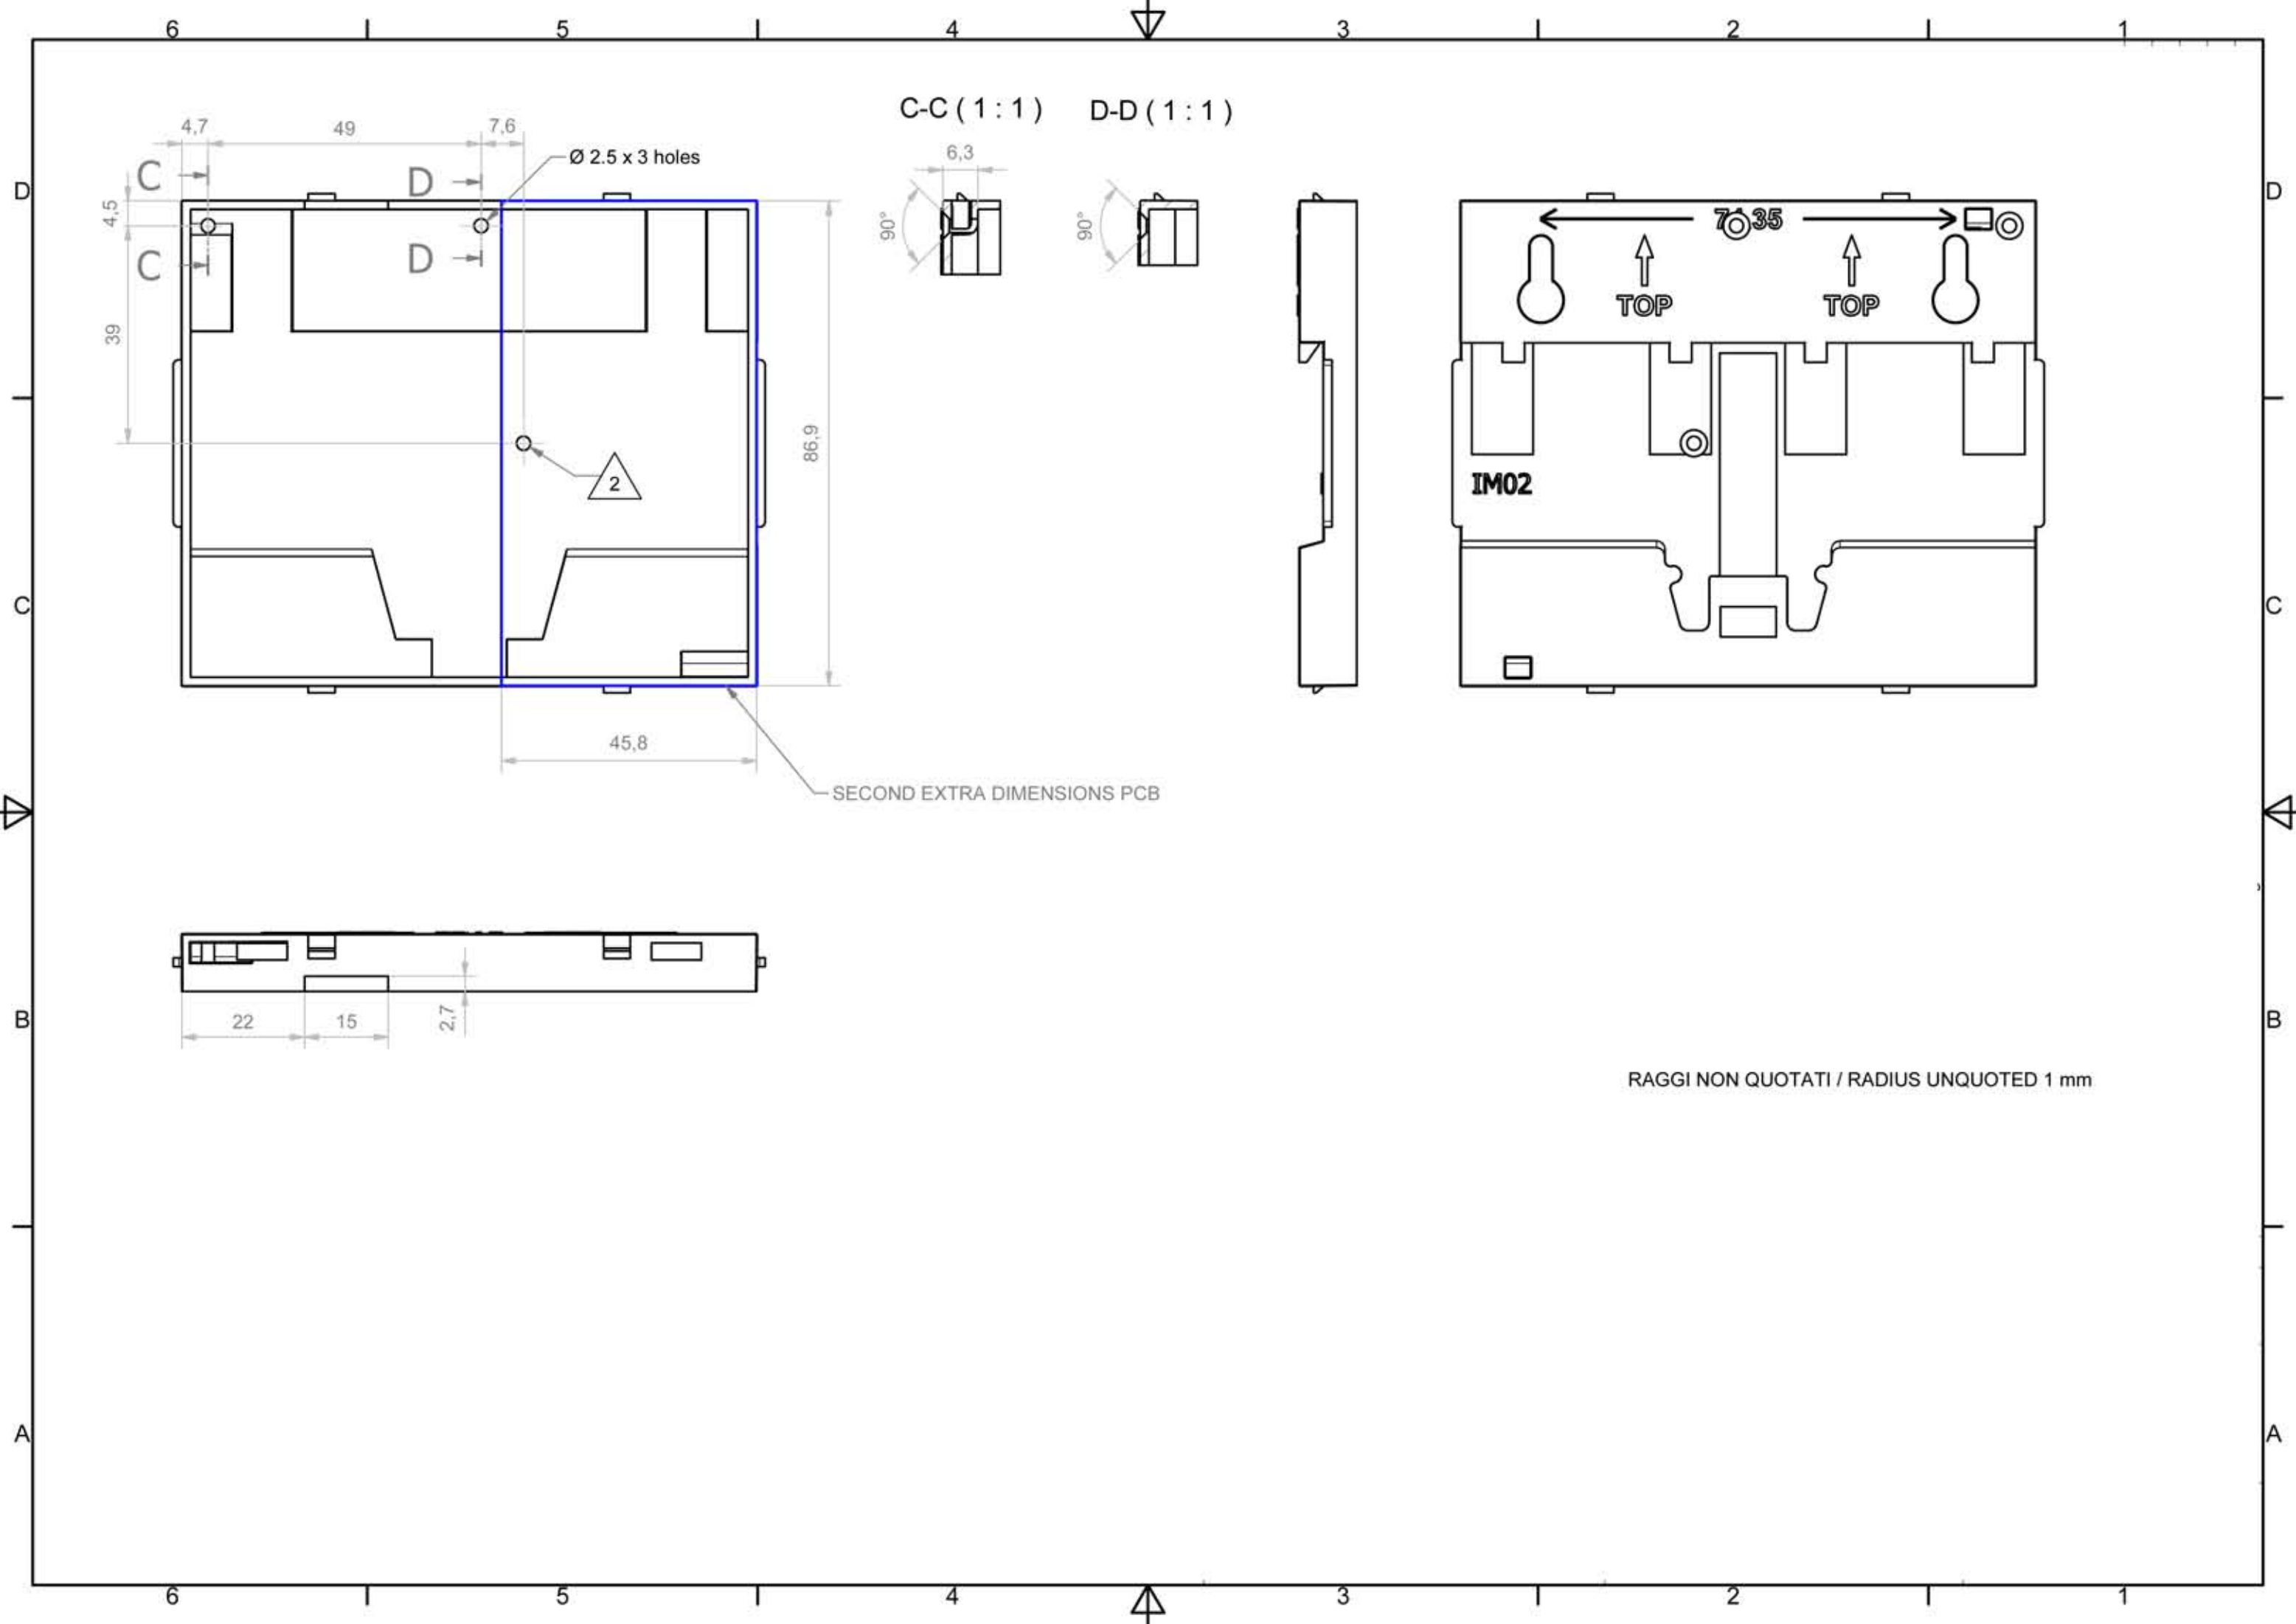 6 5 4 3 2 1
C-C ( 1 : 1 ) D-D ( 1 : 1 )
4,7 49 7,6
Ø 2.5 x 3 holes
6,3
C D
D D
4,5
90° 90°
35
C D
TOP TOP
39
86,9
2
IM02
C C
45,8
SECOND EXTRA DIMENSIONS PCB
B B
22 15 2,7
RAGGI NON QUOTATI / RADIUS UNQUOTED 1 mm
A A
6 5 4 3 2 1